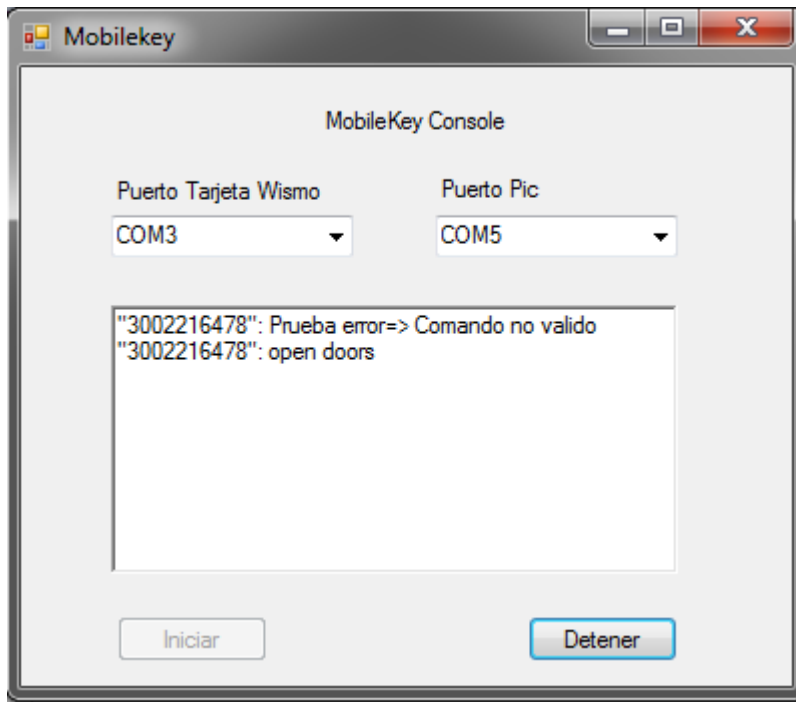 Mobilekey
MobileKey Console
Puerto Tarjeta Wismo
Puerto Pic
COM3
COM5
"3002216478": Prueba error=> Comando no valido
"3002216478": open doors
Iniciar
Detener